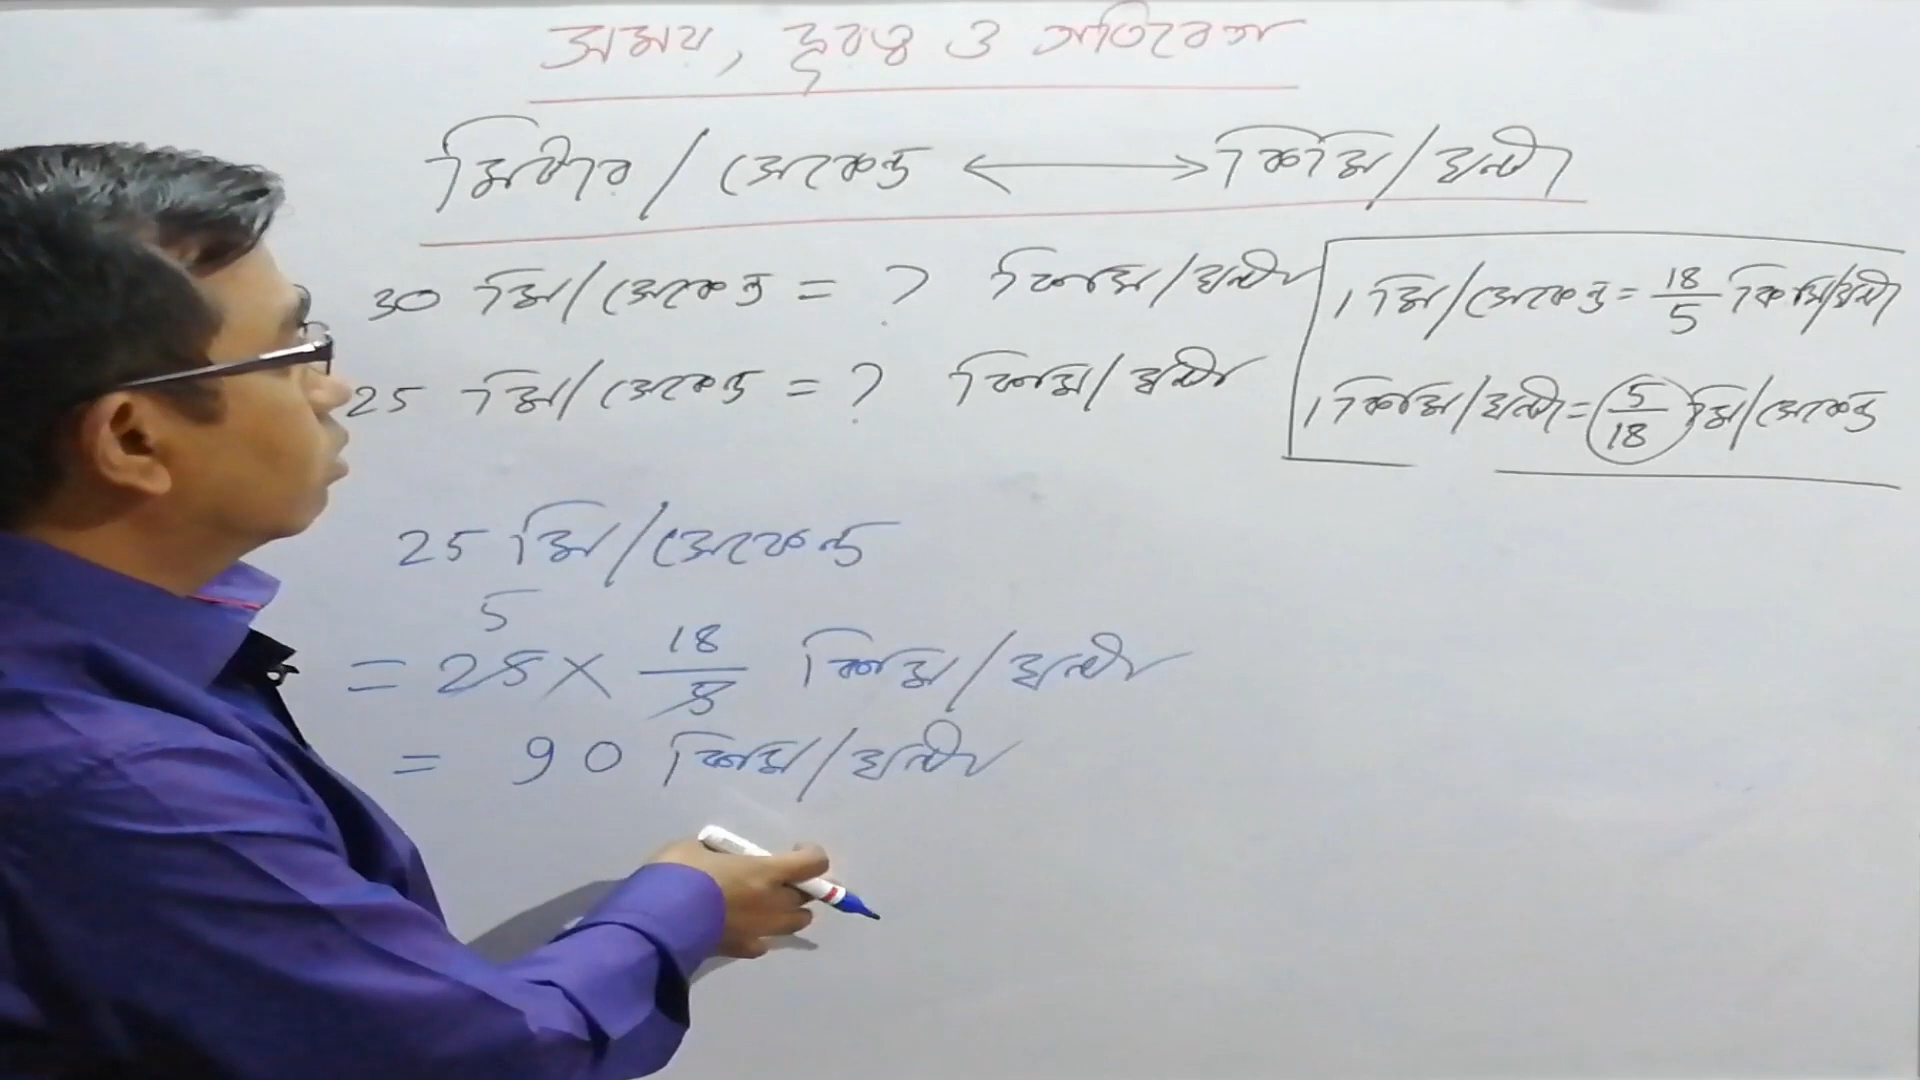 সময়, দূরত্ব ও গতিবেগ
মিটার/সেকেন্ড ⟷ কিমি/ঘন্টা
30 মি/সেকেন্ড = ? কিমি/ঘন্টা
25 মি/সেকেন্ড = ? কিমি/ঘন্টা
1 মি/সেকেন্ড = 18/5 কিমি/ঘন্টা
1 কিমি/ঘন্টা = 5/18 মি/সেকেন্ড
25 মি/সেকেন্ড
5
= 25 × 18/5 কিমি/ঘন্টা
= 90 কিমি/ঘন্টা